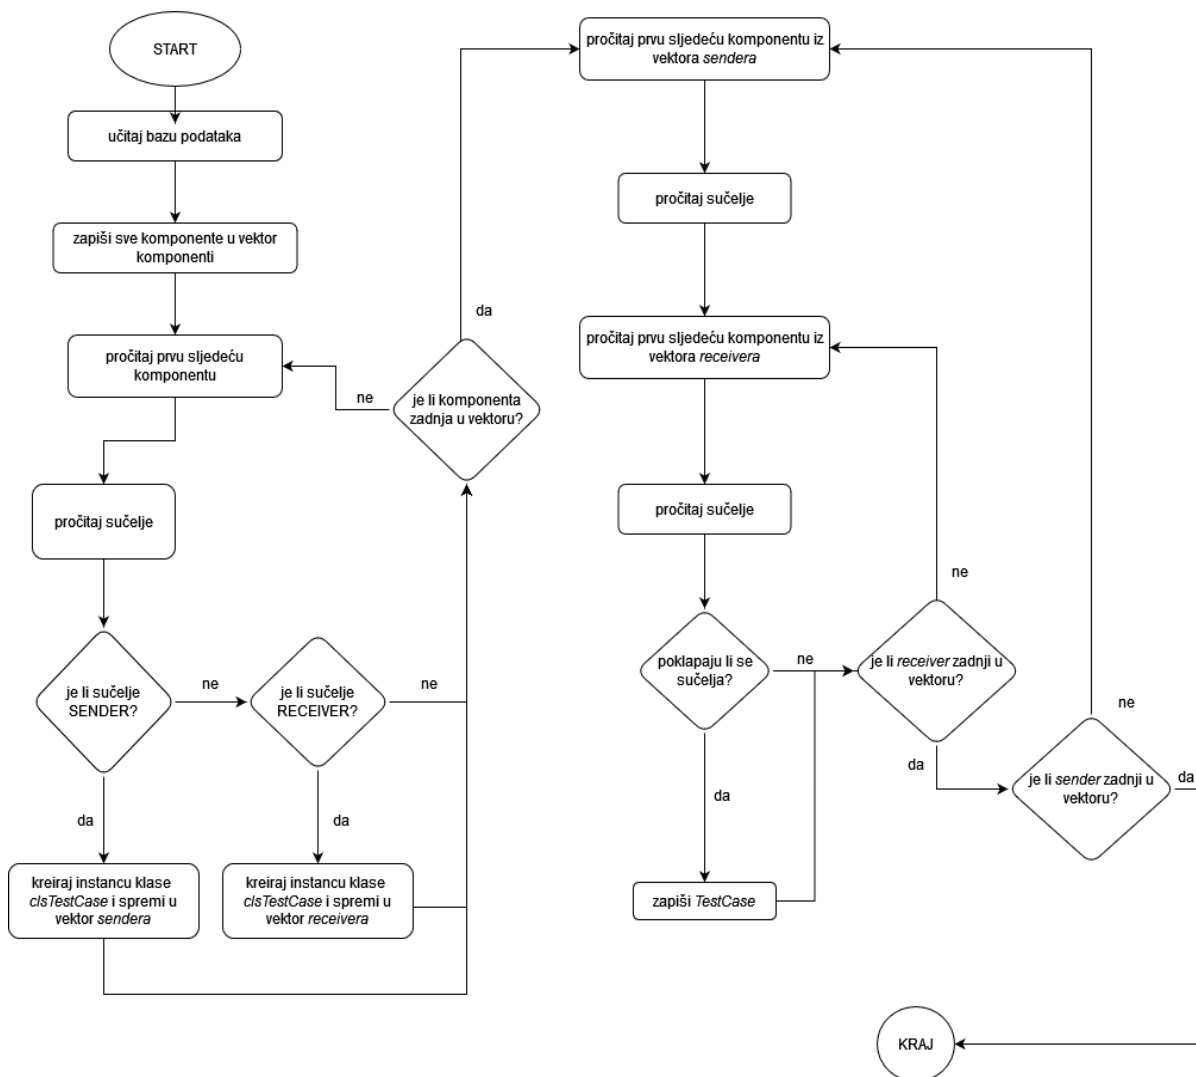 START
učitaj bazu podataka
zapiši sve komponente u vektor
komponenti
pročitaj prvu sljedeću
komponentu
pročitaj sučelje
je li sučelje
SENDER?
ne
da
kreiraj instancu klase
clsTestCase i spremi u
vektor sendera
je li sučelje
RECEIVER?
ne
da
kreiraj instancu klase
clsTestCase i spremi u
vektor receivera
je li komponenta
zadnja u vektoru?
ne
da
pročitaj prvu sljedeću komponentu iz
vektora sendera
pročitaj sučelje
pročitaj prvu sljedeću komponentu iz
vektora receivera
pročitaj sučelje
poklapaju li se
sučelja?
ne
da
zapiši TestCase
je li receiver zadnji u
vektoru?
ne
da
je li sender zadnji u
vektoru?
ne
da
KRAJ